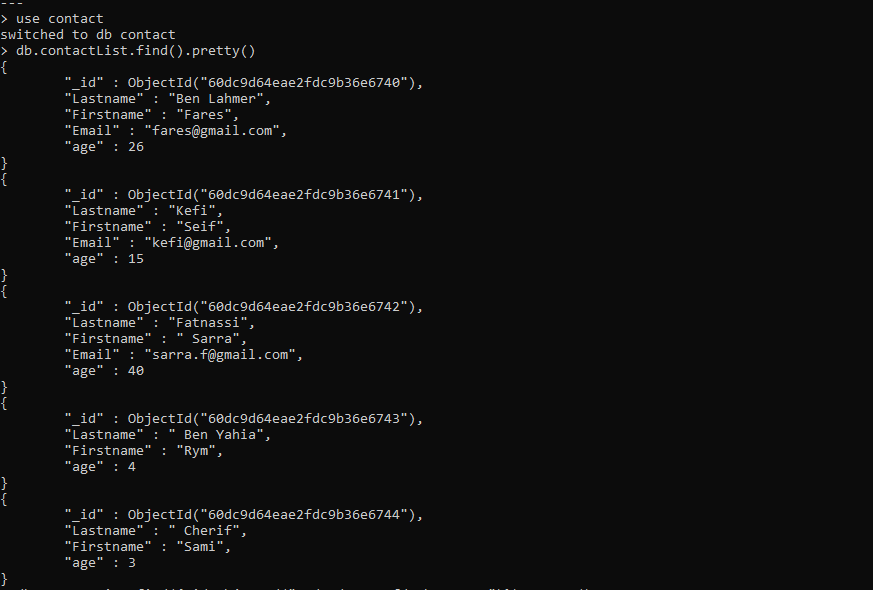 ---
> use contact
switched to db contact
> db.contactList.find().pretty()
{
        "_id" : ObjectId("60dc9d64eae2fdc9b36e6740"),
        "Lastname" : "Ben Lahmer",
        "Firstname" : "Fares",
        "Email" : "fares@gmail.com",
        "age" : 26
}
{
        "_id" : ObjectId("60dc9d64eae2fdc9b36e6741"),
        "Lastname" : "Kefi",
        "Firstname" : "Seif",
        "Email" : "kefi@gmail.com",
        "age" : 15
}
{
        "_id" : ObjectId("60dc9d64eae2fdc9b36e6742"),
        "Lastname" : "Fatnassi",
        "Firstname" : " Sarra",
        "Email" : "sarra.f@gmail.com",
        "age" : 40
}
{
        "_id" : ObjectId("60dc9d64eae2fdc9b36e6743"),
        "Lastname" : " Ben Yahia",
        "Firstname" : "Rym",
        "age" : 4
}
{
        "_id" : ObjectId("60dc9d64eae2fdc9b36e6744"),
        "Lastname" : " Cherif",
        "Firstname" : "Sami",
        "age" : 3
}